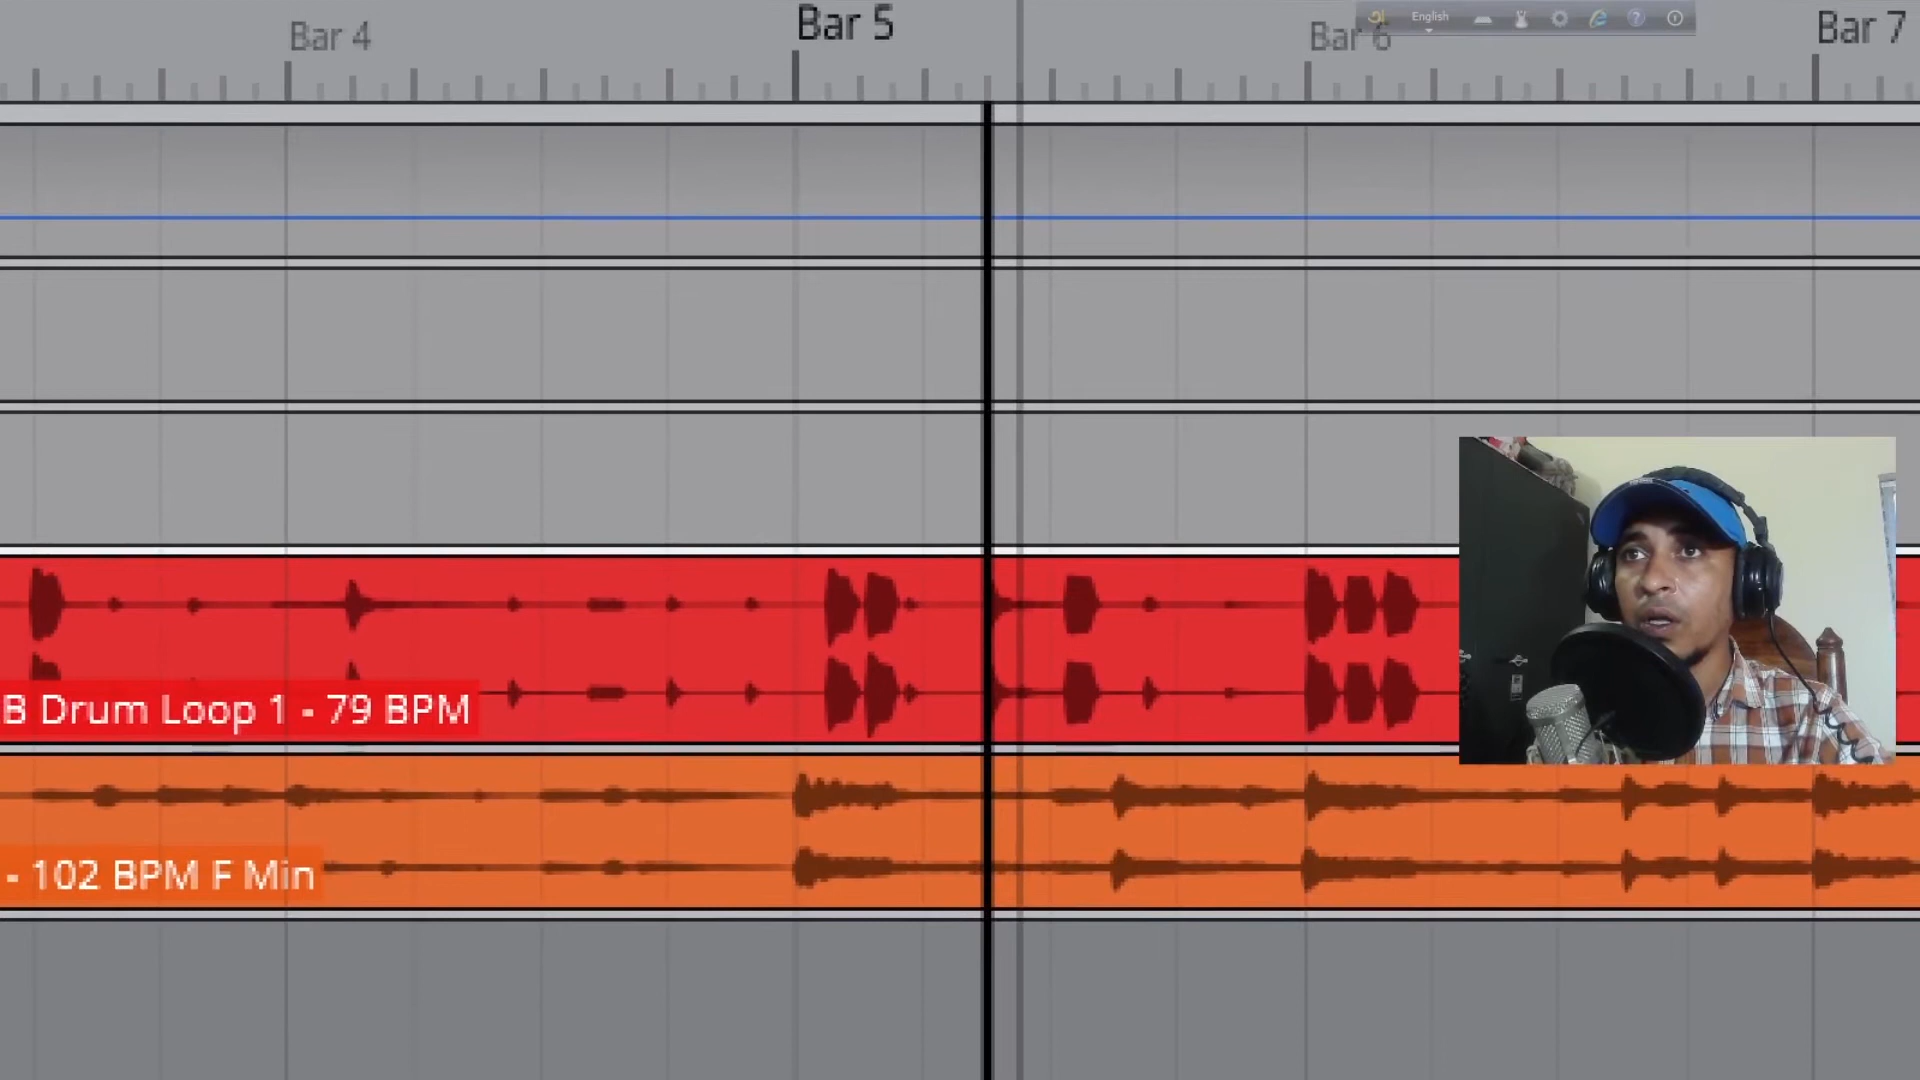 Bar 4
Bar 5
English
Bar 6
Bar 7
B Drum Loop 1 - 79 BPM
- 102 BPM F Min